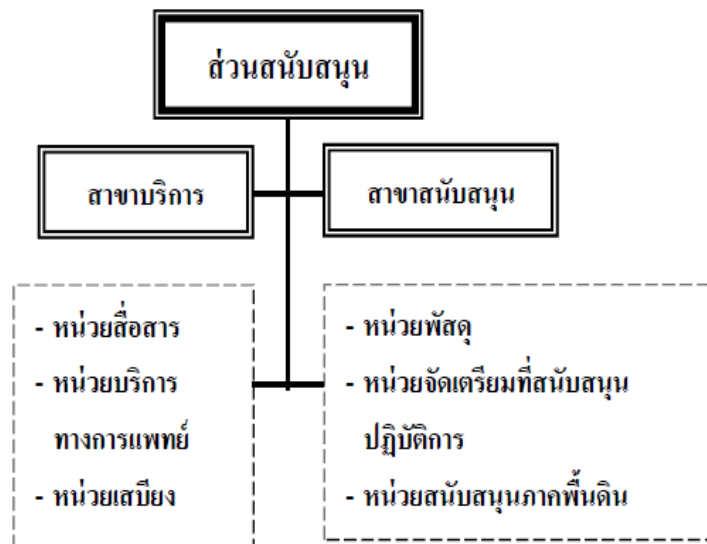 ส่วนสนับสนุน
สาขาบริการ
สาขาสนับสนุน
- หน่วยสื่อสาร
- หน่วยบริการ
ทางการแพทย์
- หน่วยเสบียง
- หน่วยพัสดุ
- หน่วยจัดเตรียมที่สนับสนุน
ปฏิบัติการ
- หน่วยสนับสนุนภาคพื้นดิน